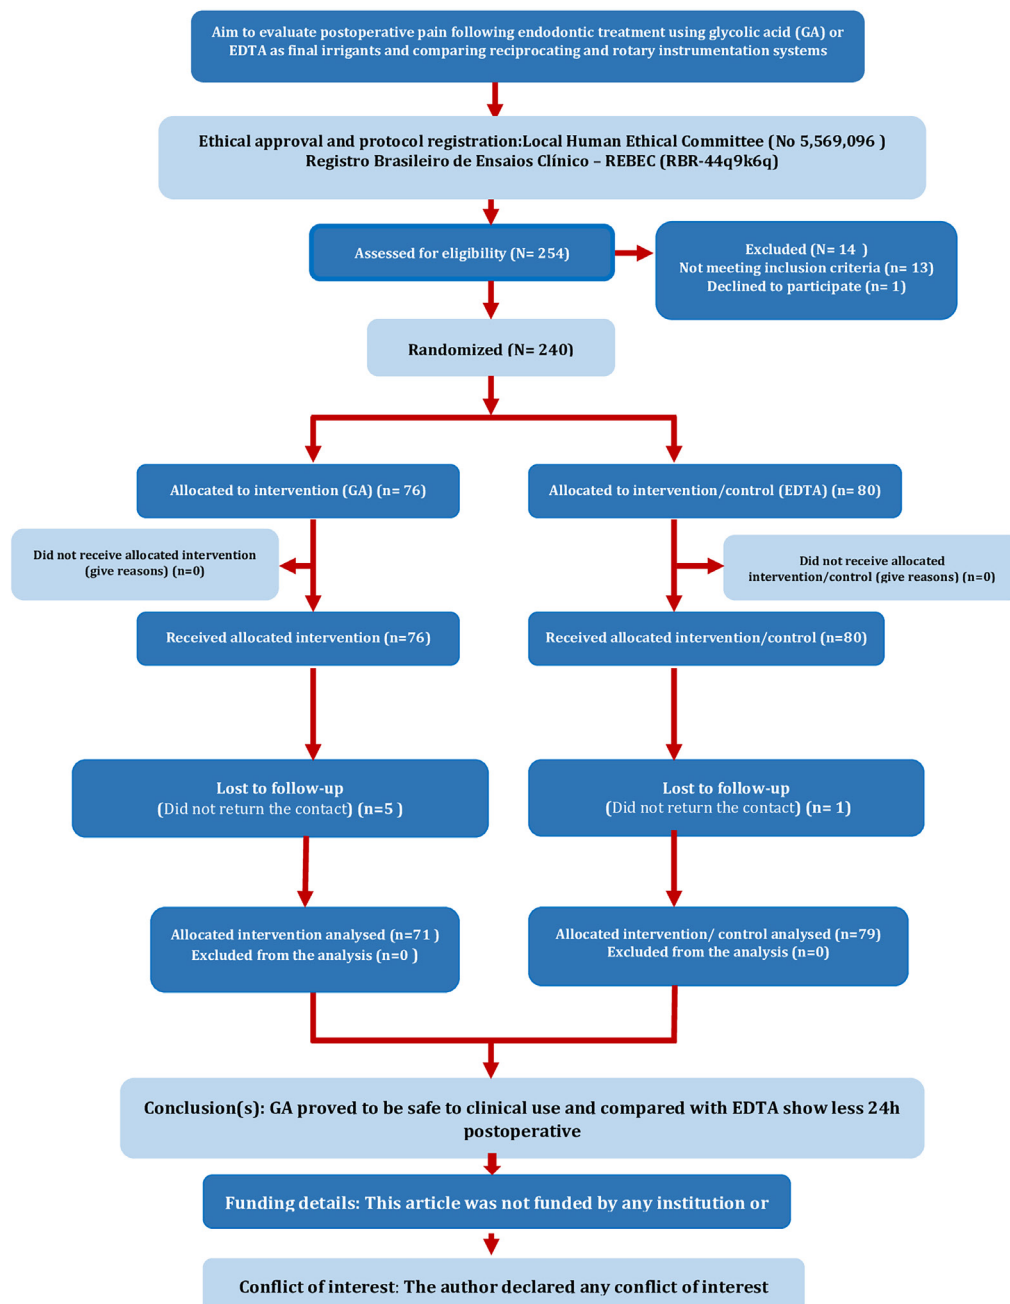 Aim to evaluate postoperative pain following endodontic treatment using glycolic acid (GA) or
EDTA as final irrigants and comparing reciprocating and rotary instrumentation systems
Ethical approval and protocol registration:Local Human Ethical Committee (No 5,569,096 )
Registro Brasileiro de Ensaios Clínico – REBEC (RBR-44q9k6q)
Assessed for eligibility (N= 254)
Excluded (N= 14 )
Not meeting inclusion criteria (n= 13)
Declined to participate (n= 1)
Randomized (N= 240)
Allocated to intervention (GA) (n= 76)
Allocated to intervention/control (EDTA) (n= 80)
Did not receive allocated intervention
(give reasons) (n=0)
Did not receive allocated
intervention/control (give reasons) (n=0)
Received allocated intervention (n=76)
Received allocated intervention/control (n=80)
Lost to follow-up
(Did not return the contact) (n=5 )
Lost to follow-up
(Did not return the contact) (n= 1)
Allocated intervention analysed (n=71 )
Excluded from the analysis (n=0 )
Allocated intervention/ control analysed (n=79)
Excluded from the analysis (n=0)
Conclusion(s): GA proved to be safe to clinical use and compared with EDTA show less 24h
postoperative
Funding details: This article was not funded by any institution or
Conflict of interest: The author declared any conflict of interest